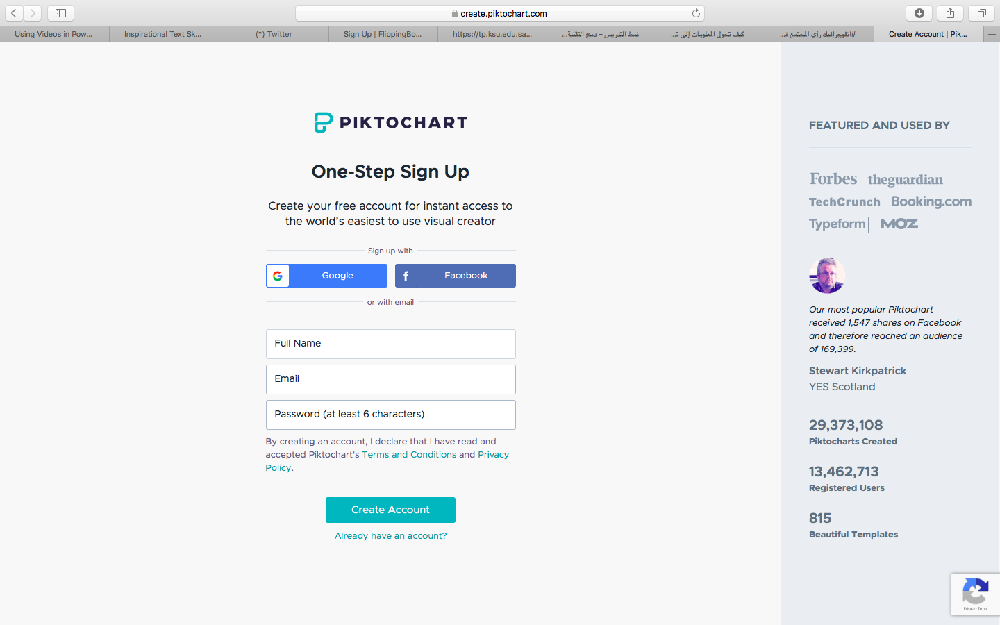 create.piktochart.com
Using Videos in Pow...
Inspirational Text Sk...
(*) Twitter
Sign Up | FlippingBo...
https://tp.ksu.edu.sa...
نمط التدريس – دمج التقنية...
كيف تحول المعلومات إلى تـ...
#انفوجرافيك رأي المجتمع فـ...
Create Account | Pik...
PIKTOCHART
One-Step Sign Up
Create your free account for instant access to
the world's easiest to use visual creator
Sign up with
Google
Facebook
or with email
Full Name
Email
Password (at least 6 characters)
By creating an account, I declare that I have read and
accepted Piktochart's Terms and Conditions and Privacy
Policy.
Create Account
Already have an account?
FEATURED AND USED BY
Forbes theguardian
TechCrunch Booking.com
Typeform| MOZ
Our most popular Piktochart
received 1,547 shares on Facebook
and therefore reached an audience
of 169,399.
Stewart Kirkpatrick
YES Scotland
29,373,108
Piktocharts Created
13,462,713
Registered Users
815
Beautiful Templates
Privacy - Terms